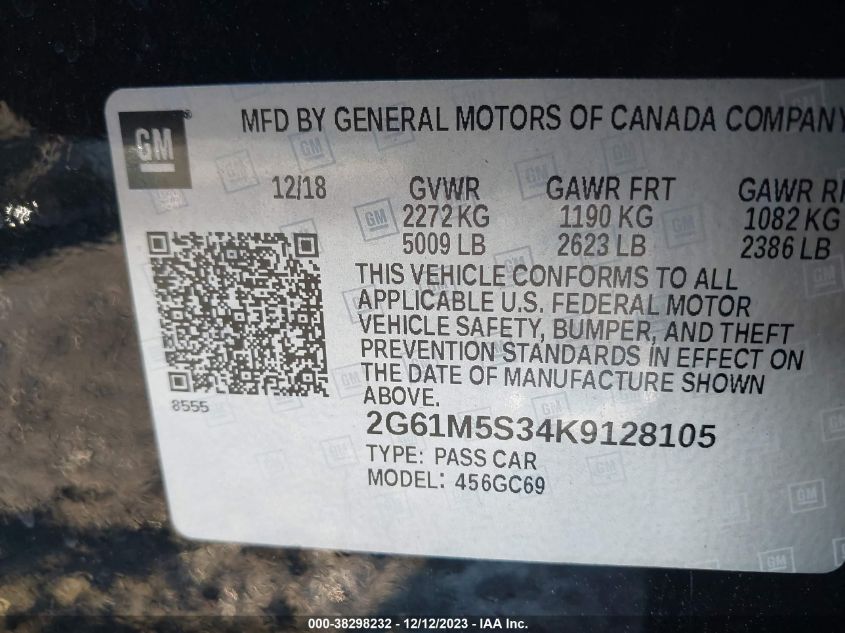 GM ®
MFD BY GENERAL MOTORS OF CANADA COMPANY
12/18 GVWR GAWR FRT GAWR
2272 KG 1190 KG 1082 KG
5009 LB 2623 LB 2386 LB
THIS VEHICLE CONFORMS TO ALL
APPLICABLE U.S. FEDERAL MOTOR
VEHICLE SAFETY, BUMPER, AND THEFT
PREVENTION STANDARDS IN EFFECT ON
THE DATE OF MANUFACTURE SHOWN
ABOVE.
8555
2G61M5S34K9128105
TYPE: PASS CAR
MODEL: 456GC69
000-38298232 - 12/12/2023 - IAA Inc.